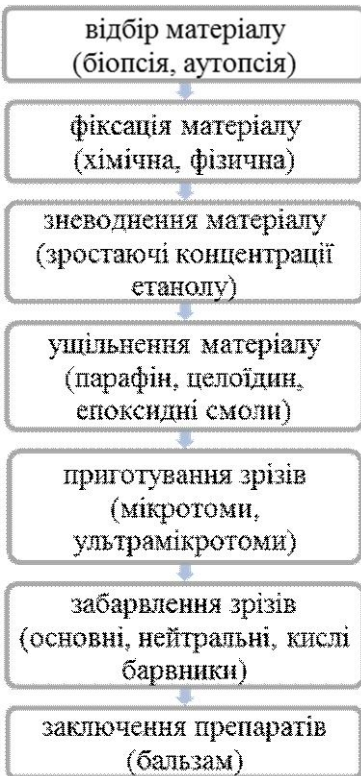 відбір матеріалу
(біопсія, аутопсія)
фіксація матеріалу
(хімічна, фізична)
зневоднення матеріалу
(зростаючі концентрації
етанолу)
ущільнення матеріалу
(парафін, целоїдин,
епоксидні смоли)
приготування зрізів
(мікротоми,
ультрамікротоми)
забарвлення зрізів
(основні, нейтральні, кислі
барвники)
заключення препаратів
(бальзам)